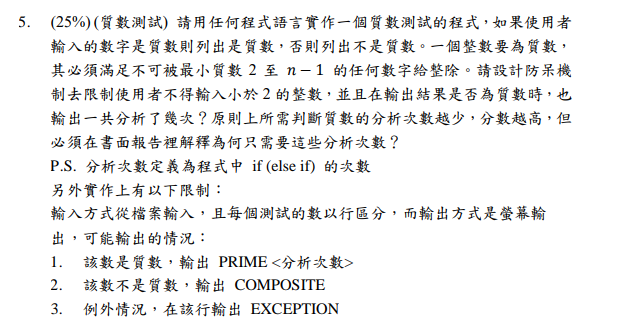 5. (25%) (質數測試) 請用任何程式語言實作一個質數測試的程式，如果使用者
輸入的數字是質數則列出是質數，否則列出不是質數。一個整數要為質數，
其必須滿足不可被最小質數 2 至 n − 1 的任何數字給整除。請設計防呆機
制去限制使用者不得輸入小於 2 的整數，並且在輸出結果是否為質數時，也
輸出一共分析了幾次？原則上所需判斷質數的分析次數越少，分數越高，但
必須在書面報告裡解釋為何只需要這些分析次數？
P.S. 分析次數定義為程式中 if (else if) 的次數
另外實作上有以下限制：
輸入方式從檔案輸入，且每個測試的數以行區分，而輸出方式是螢幕輸
出，可能輸出的情況：
1. 該數是質數，輸出 PRIME <分析次數>
2. 該數不是質數，輸出 COMPOSITE
3. 例外情況，在該行輸出 EXCEPTION